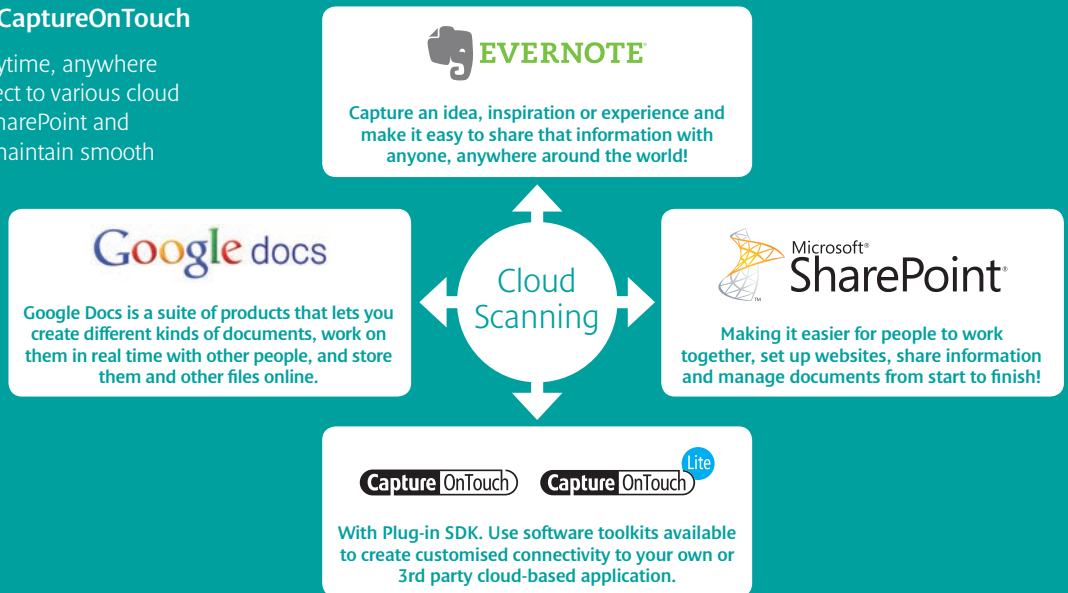 CaptureOnTouch
ytime, anywhere
ect to various cloud
harePoint and
naintain smooth
EVERNOTE
Capture an idea, inspiration or experience and
make it easy to share that information with
anyone, anywhere around the world!
Google docs
Google Docs is a suite of products that lets you
create different kinds of documents, work on
them in real time with other people, and store
them and other files online.
Cloud
Scanning
Microsoft®
SharePoint®
TM
Making it easier for people to work
together, set up websites, share information
and manage documents from start to finish!
Capture OnTouch
Capture OnTouch Lite
With Plug-in SDK. Use software toolkits available
to create customised connectivity to your own or
3rd party cloud-based application.